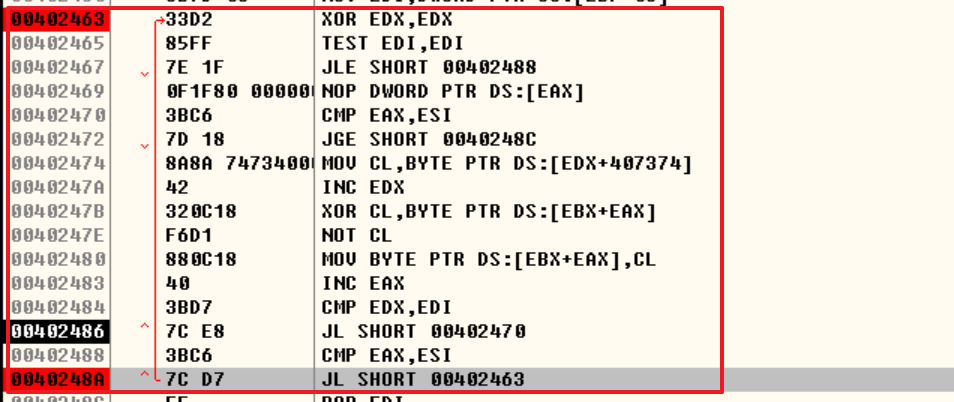 00402463 33D2 XOR EDX,EDX
00402465 85FF TEST EDI,EDI
00402467 7E 1F JLE SHORT 00402488
00402469 0F1F80 00000 NOP DWORD PTR DS:[EAX]
00402470 3BC6 CMP EAX,ESI
00402472 7D 18 JGE SHORT 0040248C
00402474 8A8A 7473400 MOV CL,BYTE PTR DS:[EDX+407374]
0040247A 42 INC EDX
0040247B 320C18 XOR CL,BYTE PTR DS:[EBX+EAX]
0040247E F6D1 NOT CL
00402480 880C18 MOV BYTE PTR DS:[EBX+EAX],CL
00402483 40 INC EAX
00402484 3BD7 CMP EDX,EDI
00402486 7C E8 JL SHORT 00402470
00402488 3BC6 CMP EAX,ESI
0040248A 7C D7 JL SHORT 00402463